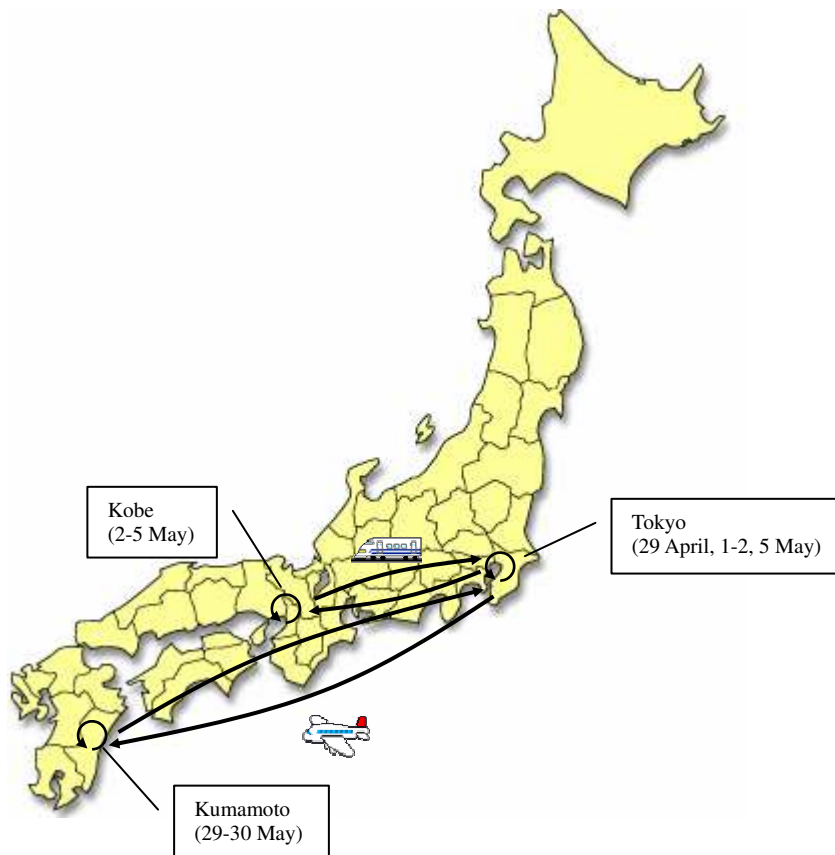 Kobe
(2-5 May)
Tokyo
(29 April, 1-2, 5 May)
Kumamoto
(29-30 May)